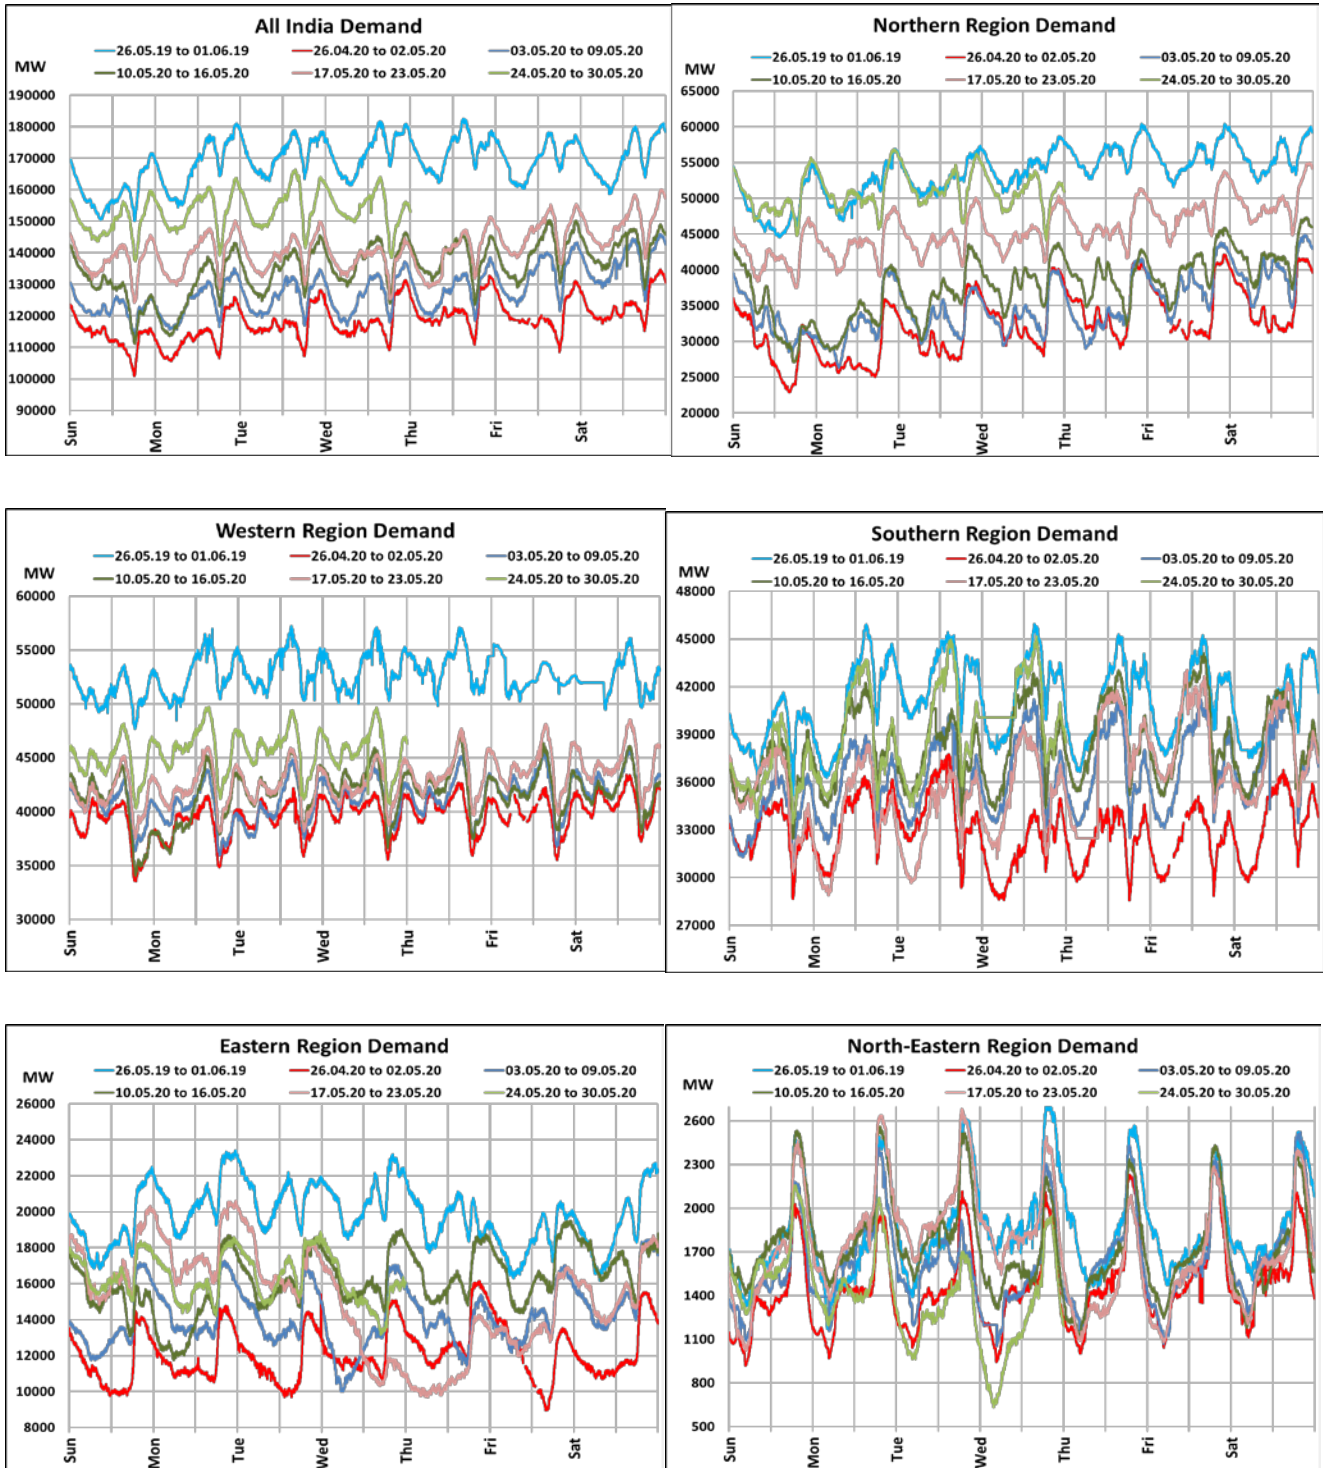 All India Demand
26.05.19 to 01.06.19 26.04.20 to 02.05.20 03.05.20 to 09.05.20
10.05.20 to 16.05.20 17.05.20 to 23.05.20 24.05.20 to 30.05.20
MW
190000
180000
170000
160000
150000
140000
130000
120000
110000
100000
90000
Sun Mon Tue Wed Thu Fri Sat
Northern Region Demand
26.05.19 to 01.06.19 26.04.20 to 02.05.20 03.05.20 to 09.05.20
10.05.20 to 16.05.20 17.05.20 to 23.05.20 24.05.20 to 30.05.20
MW
65000
60000
55000
50000
45000
40000
35000
30000
25000
20000
Sun Mon Tue Wed Thu Fri Sat
Western Region Demand
26.05.19 to 01.06.19 26.04.20 to 02.05.20 03.05.20 to 09.05.20
10.05.20 to 16.05.20 17.05.20 to 23.05.20 24.05.20 to 30.05.20
MW
60000
55000
50000
45000
40000
35000
30000
Sun Mon Tue Wed Thu Fri Sat
Southern Region Demand
26.05.19 to 01.06.19 26.04.20 to 02.05.20 03.05.20 to 09.05.20
10.05.20 to 16.05.20 17.05.20 to 23.05.20 24.05.20 to 30.05.20
MW
48000
45000
42000
39000
36000
33000
30000
27000
Sun Mon Tue Wed Thu Fri Sat
Eastern Region Demand
26.05.19 to 01.06.19 26.04.20 to 02.05.20 03.05.20 to 09.05.20
10.05.20 to 16.05.20 17.05.20 to 23.05.20 24.05.20 to 30.05.20
MW
26000
24000
22000
20000
18000
16000
14000
12000
10000
8000
Sun Mon Tue Wed Thu Fri Sat
North-Eastern Region Demand
26.05.19 to 01.06.19 26.04.20 to 02.05.20 03.05.20 to 09.05.20
10.05.20 to 16.05.20 17.05.20 to 23.05.20 24.05.20 to 30.05.20
MW
2600
2300
2000
1700
1400
1100
800
500
Sun Mon Tue Wed Thu Fri Sat